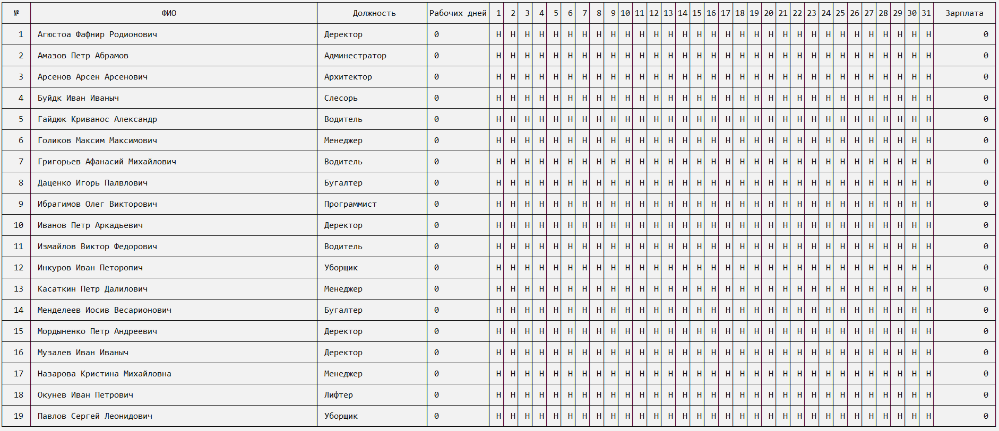 № ФИО Должность Рабочих дней 1 2 3 4 5 6 7 8 9 10 11 12 13 14 15 16 17 18 19 20 21 22 23 24 25 26 27 28 29 30 31 Зарплата
1 Агюстоа Фафнир Родионович Деректор 0 Н Н Н Н Н Н Н Н Н Н Н Н Н Н Н Н Н Н Н Н Н Н Н Н Н Н Н Н Н Н Н 0
2 Амазов Петр Абрамов Админестратор 0 Н Н Н Н Н Н Н Н Н Н Н Н Н Н Н Н Н Н Н Н Н Н Н Н Н Н Н Н Н Н Н 0
3 Арсенов Арсен Арсенович Архитектор 0 Н Н Н Н Н Н Н Н Н Н Н Н Н Н Н Н Н Н Н Н Н Н Н Н Н Н Н Н Н Н Н 0
4 Буйдк Иван Иваныч Слесорь 0 Н Н Н Н Н Н Н Н Н Н Н Н Н Н Н Н Н Н Н Н Н Н Н Н Н Н Н Н Н Н Н 0
5 Гайдюк Криванос Александр Водитель 0 Н Н Н Н Н Н Н Н Н Н Н Н Н Н Н Н Н Н Н Н Н Н Н Н Н Н Н Н Н Н Н 0
6 Голиков Максим Максимович Менеджер 0 Н Н Н Н Н Н Н Н Н Н Н Н Н Н Н Н Н Н Н Н Н Н Н Н Н Н Н Н Н Н Н 0
7 Григорьев Афанасий Михайлович Водитель 0 Н Н Н Н Н Н Н Н Н Н Н Н Н Н Н Н Н Н Н Н Н Н Н Н Н Н Н Н Н Н Н 0
8 Даценко Игорь Палвлович Бугалтер 0 Н Н Н Н Н Н Н Н Н Н Н Н Н Н Н Н Н Н Н Н Н Н Н Н Н Н Н Н Н Н Н 0
9 Ибрагимов Олег Викторович Программист 0 Н Н Н Н Н Н Н Н Н Н Н Н Н Н Н Н Н Н Н Н Н Н Н Н Н Н Н Н Н Н Н 0
10 Иванов Петр Аркадьевич Деректор 0 Н Н Н Н Н Н Н Н Н Н Н Н Н Н Н Н Н Н Н Н Н Н Н Н Н Н Н Н Н Н Н 0
11 Измайлов Виктор Федорович Водитель 0 Н Н Н Н Н Н Н Н Н Н Н Н Н Н Н Н Н Н Н Н Н Н Н Н Н Н Н Н Н Н Н 0
12 Инкуров Иван Петоропич Уборщик 0 Н Н Н Н Н Н Н Н Н Н Н Н Н Н Н Н Н Н Н Н Н Н Н Н Н Н Н Н Н Н Н 0
13 Касаткин Петр Далилович Менеджер 0 Н Н Н Н Н Н Н Н Н Н Н Н Н Н Н Н Н Н Н Н Н Н Н Н Н Н Н Н Н Н Н 0
14 Менделеев Иосив Весарионович Бугалтер 0 Н Н Н Н Н Н Н Н Н Н Н Н Н Н Н Н Н Н Н Н Н Н Н Н Н Н Н Н Н Н Н 0
15 Мордыненко Петр Андреевич Деректор 0 Н Н Н Н Н Н Н Н Н Н Н Н Н Н Н Н Н Н Н Н Н Н Н Н Н Н Н Н Н Н Н 0
16 Музалев Иван Иваныч Деректор 0 Н Н Н Н Н Н Н Н Н Н Н Н Н Н Н Н Н Н Н Н Н Н Н Н Н Н Н Н Н Н Н 0
17 Назарова Кристина Михайловна Менеджер 0 Н Н Н Н Н Н Н Н Н Н Н Н Н Н Н Н Н Н Н Н Н Н Н Н Н Н Н Н Н Н Н 0
18 Окунев Иван Петрович Лифтер 0 Н Н Н Н Н Н Н Н Н Н Н Н Н Н Н Н Н Н Н Н Н Н Н Н Н Н Н Н Н Н Н 0
19 Павлов Сергей Леонидович Уборщик 0 Н Н Н Н Н Н Н Н Н Н Н Н Н Н Н Н Н Н Н Н Н Н Н Н Н Н Н Н Н Н Н 0